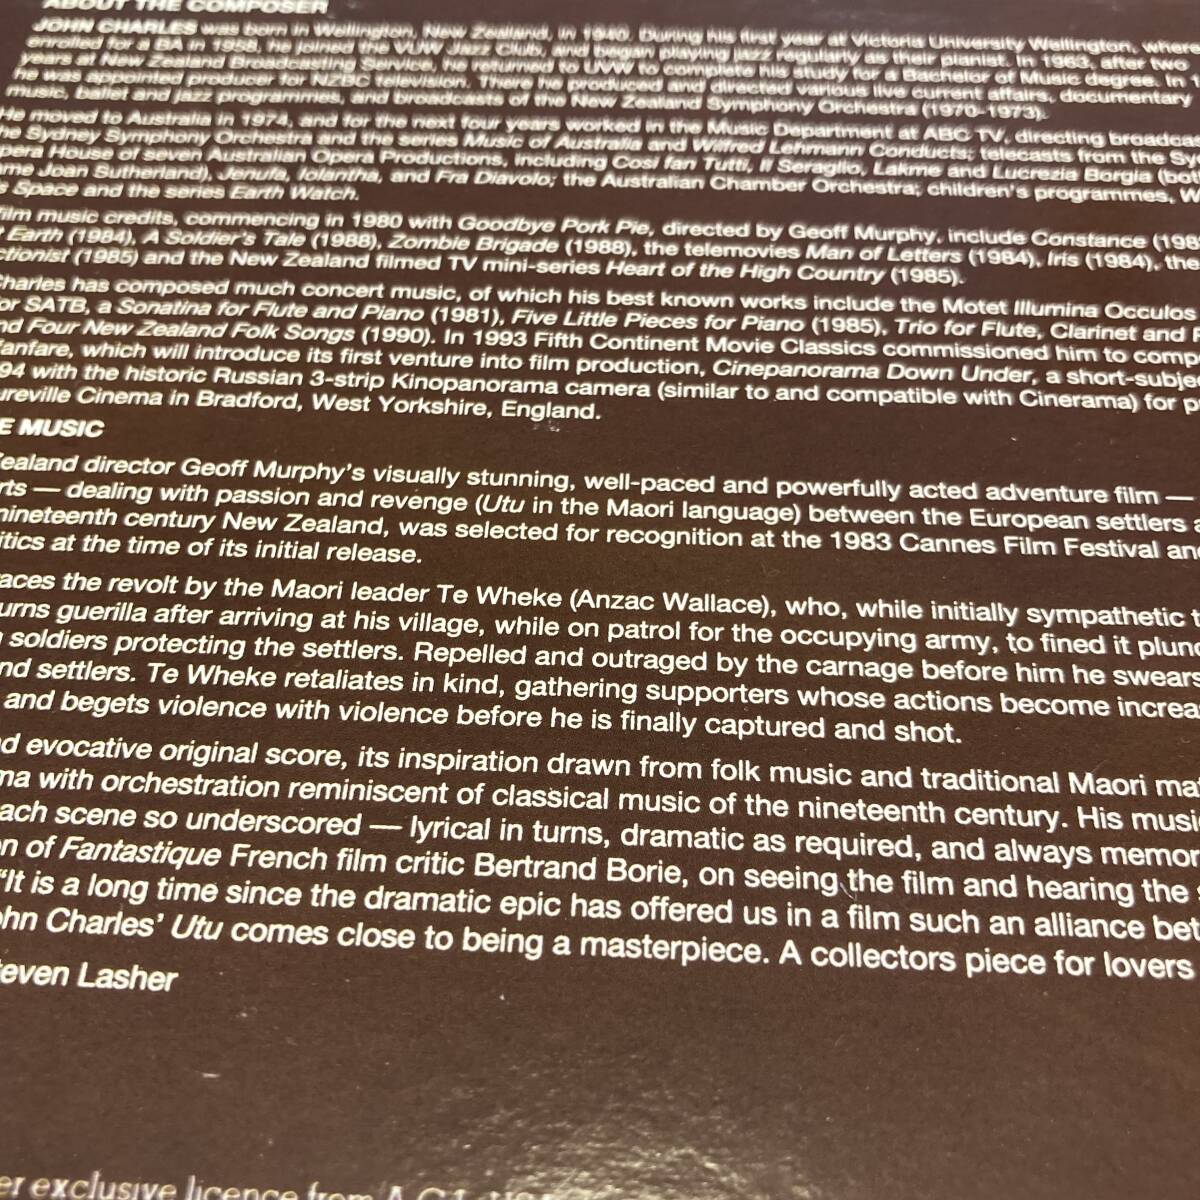 ABOUT THE COMPOSER
JOHN CHARLES was born in Wellington, New Zealand, in 1940. During his first year at Victoria University Wellington, where
enrolled for a BA in 1958, he joined the VUW Jazz Club, and began playing jazz regularly as their pianist. In 1963, after two
years at New Zealand Broadcasting Service, he returned to UVW to complete his study for a Bachelor of Music degree. In
he was appointed producer for NZBC television. There he produced and directed various live current affairs, documentary
music, ballet and jazz programmes, and broadcasts of the New Zealand Symphony Orchestra (1970-1973).
He moved to Australia in 1974, and for the next four years worked in the Music Department at ABC TV, directing broadcas
he Sydney Symphony Orchestra and the series Music of Australia and Wilfred Lehmann Conducts; telecasts from the Sy
pera House of seven Australian Opera Productions, including Cosi fan Tutti, Il Seraglio, Lakme and Lucrezia Borgia (bot
me Joan Sutherland), Jenufa, Iolantha, and Fra Diavolo; the Australian Chamber Orchestra; children's programmes, W
s Space and the series Earth Watch.
film music credits, commencing in 1980 with Goodbye Pork Pie, directed by Geoff Murphy, include Constance (198
t Earth (1984), A Soldier's Tale (1988), Zombie Brigade (1988), the telemovies Man of Letters (1984), Iris (1984), the
ctionist (1985) and the New Zealand filmed TV mini-series Heart of the High Country (1985).
Charles has composed much concert music, of which his best known works include the Motet Illumina Occulos
or SATB, a Sonatina for Flute and Piano (1981), Five Little Pieces for Piano (1985), Trio for Flute, Clarinet and
nd Four New Zealand Folk Songs (1990). In 1993 Fifth Continent Movie Classics commissioned him to comp
fanfare, which will introduce its first venture into film production, Cinepanorama Down Under, a short-subje
94 with the historic Russian 3-strip Kinopanorama camera (similar to and compatible with Cinerama) for p
ureville Cinema in Bradford, West Yorkshire, England.
E MUSIC
Zealand director Geoff Murphy's visually stunning, well-paced and powerfully acted adventure film —
rts — dealing with passion and revenge (Utu in the Maori language) between the European settlers
nineteenth century New Zealand, was selected for recognition at the 1983 Cannes Film Festival an
itics at the time of its initial release.
aces the revolt by the Maori leader Te Wheke (Anzac Wallace), who, while initially sympathetic t
urns guerilla after arriving at his village, while on patrol for the occupying army, to fined it plund
soldiers protecting the settlers. Repelled and outraged by the carnage before him he swears
nd settlers. Te Wheke retaliates in kind, gathering supporters whose actions become increa
and begets violence with violence before he is finally captured and shot.
d evocative original score, its inspiration drawn from folk music and traditional Maori ma
ma with orchestration reminiscent of classical music of the nineteenth century. His musi
ach scene so underscored — lyrical in turns, dramatic as required, and always memor
n of Fantastique French film critic Bertrand Borie, on seeing the film and hearing the
"It is a long time since the dramatic epic has offered us in a film such an alliance bet
ohn Charles' Utu comes close to being a masterpiece. A collectors piece for lovers
teven Lasher
er exclusive licence from A.G.L.